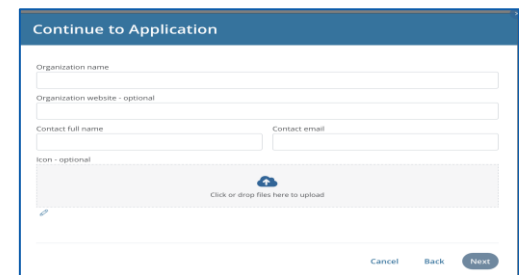 Continue to Application
Organization name
Organization website - optional
Contact full name Contact email
Icon - optional
Click or drop files here to upload
Cancel Back Next